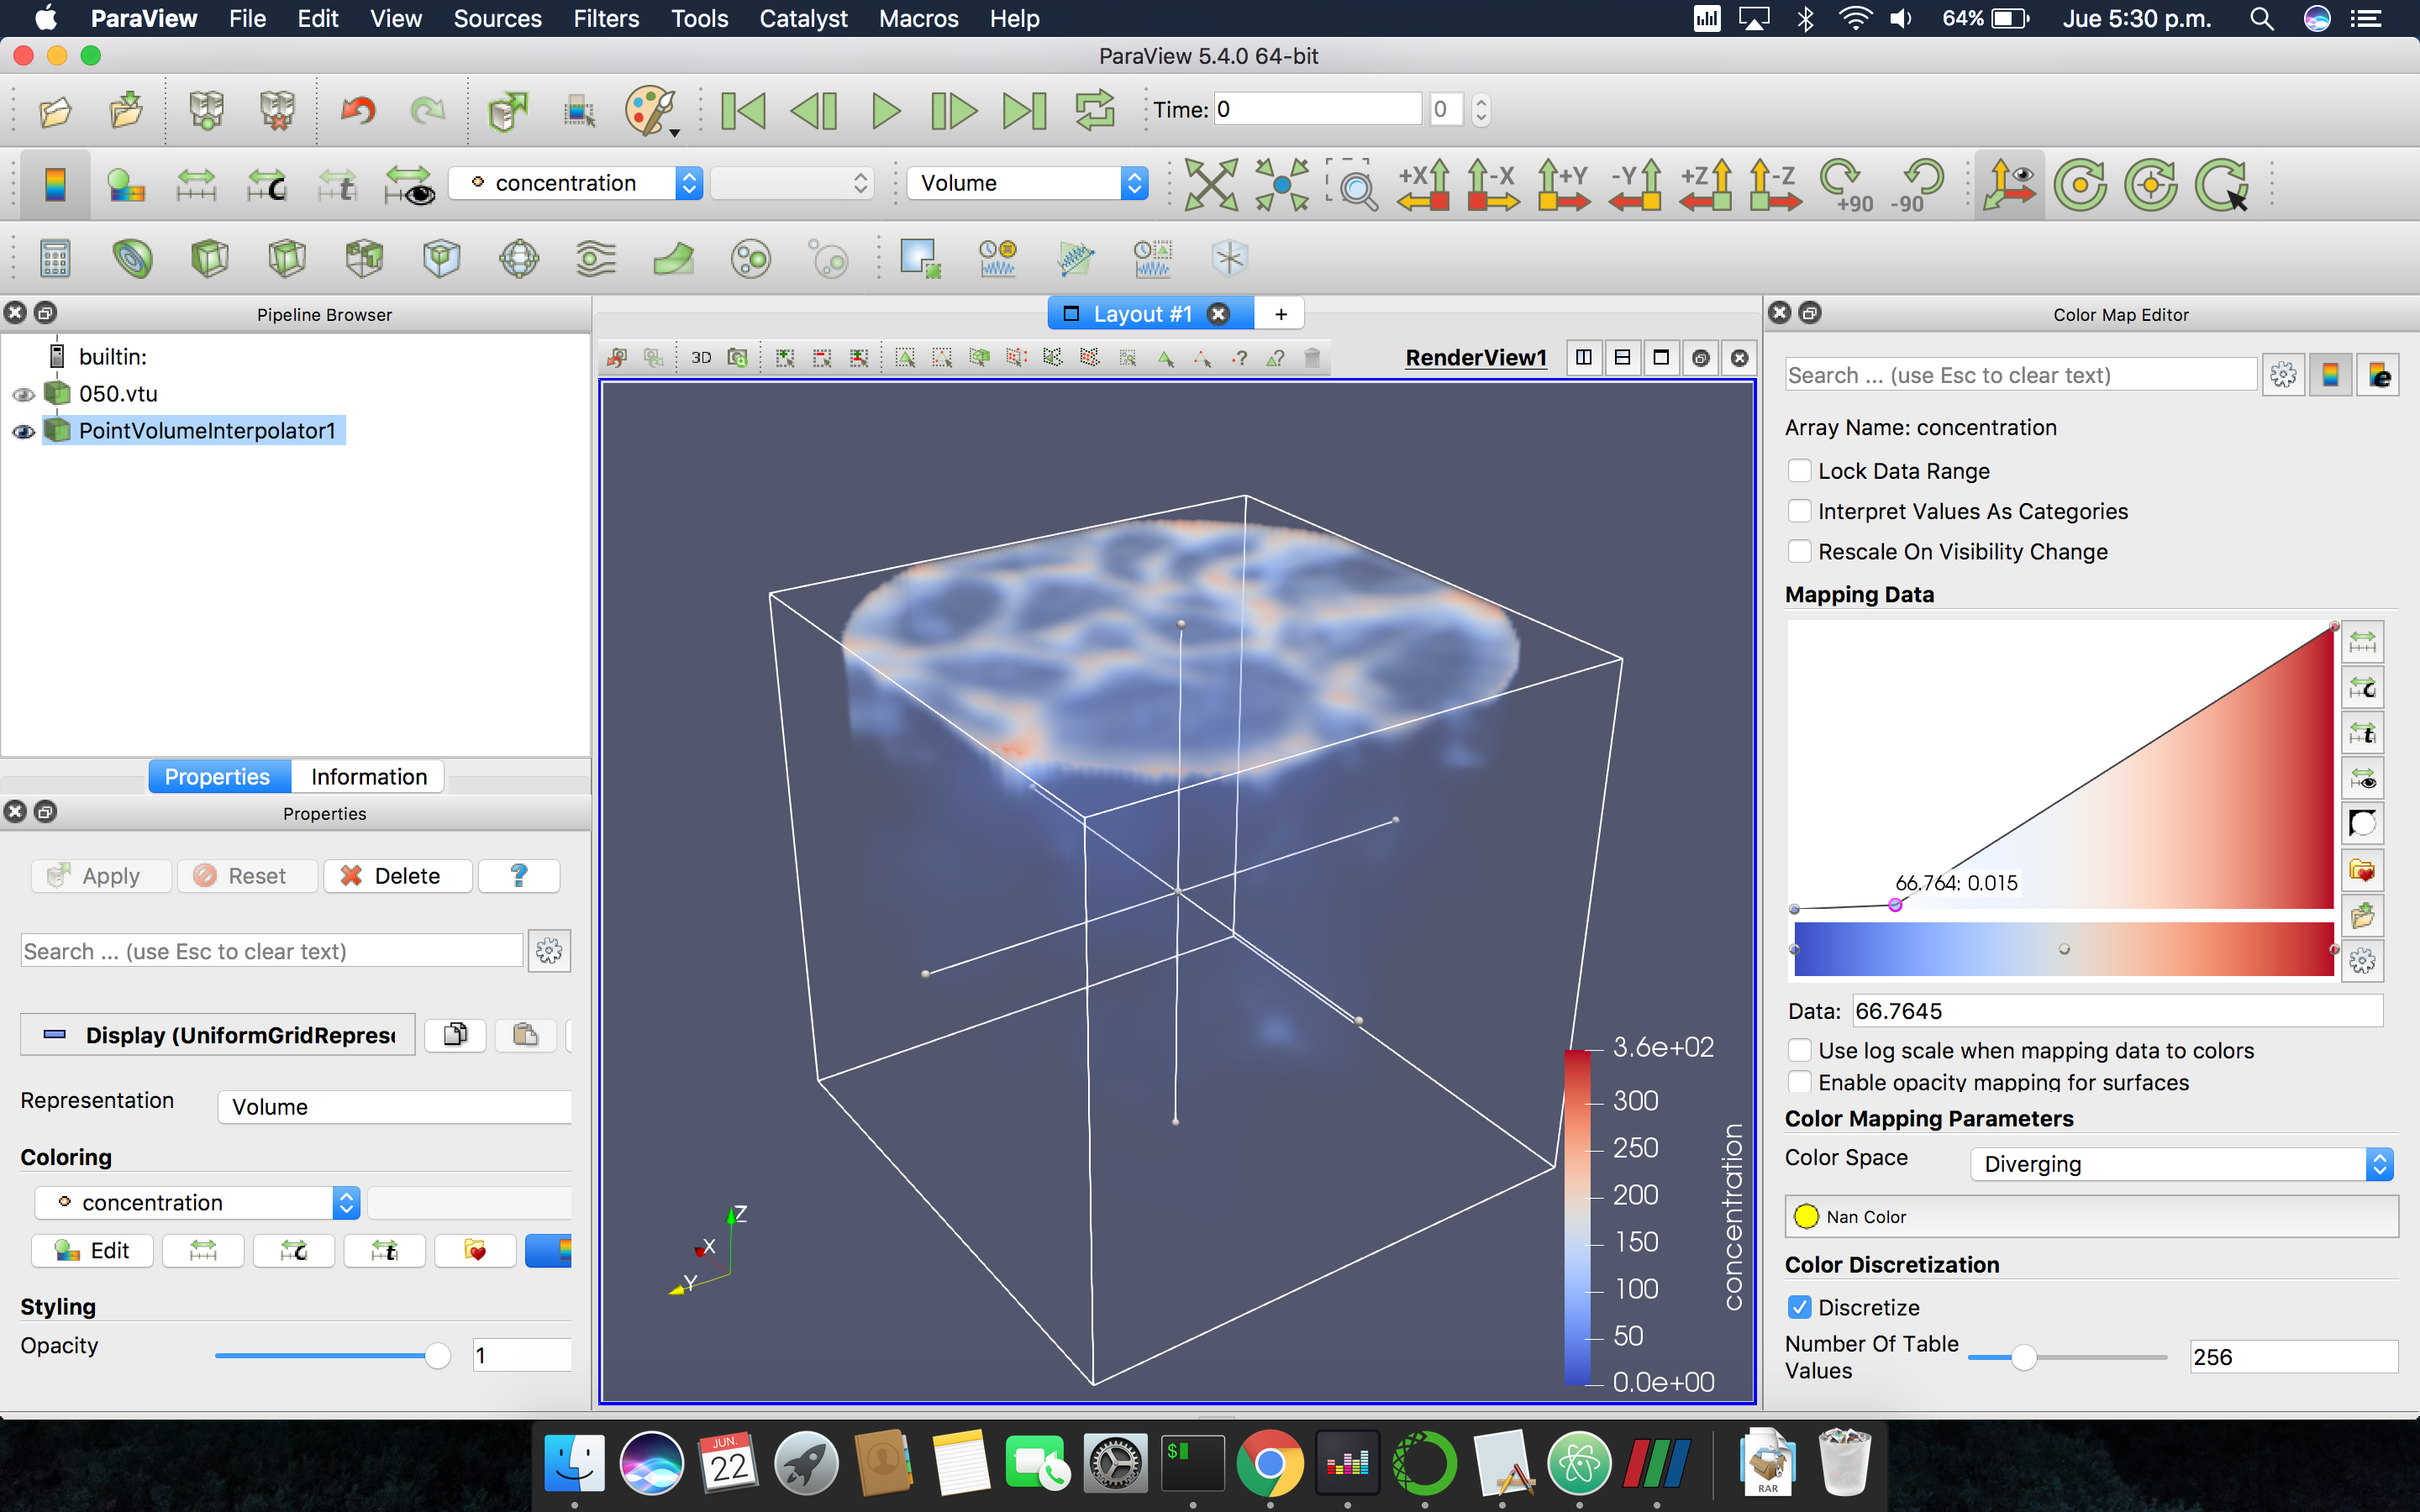 ParaView File Edit View Sources Filters Tools Catalyst Macros Help 64% Jue 5:30 p.m.
ParaView 5.4.0 64-bit
Time: 0 0
concentration Volume +X -X +Y -Y +Z -Z +90 -90
Pipeline Browser
builtin:
050.vtu
PointVolumeInterpolator1
Properties Information
Properties
Apply Reset Delete ?
Search ... (use Esc to clear text)
Display (UniformGridReprese
Representation Volume
Coloring
concentration
Edit
Styling
Opacity 1
Layout #1 +
3D RenderView1
3.6e+02
300
250
200
150
100
50
0.0e+00
concentration
Z
X
Y
Color Map Editor
Search ... (use Esc to clear text)
Array Name: concentration
Lock Data Range
Interpret Values As Categories
Rescale On Visibility Change
Mapping Data
66.764: 0.015
Data: 66.7645
Use log scale when mapping data to colors
Enable opacity mapping for surfaces
Color Mapping Parameters
Color Space Diverging
Nan Color
Color Discretization
Discretize
Number Of Table Values 256
JUN.
22
$
RAR